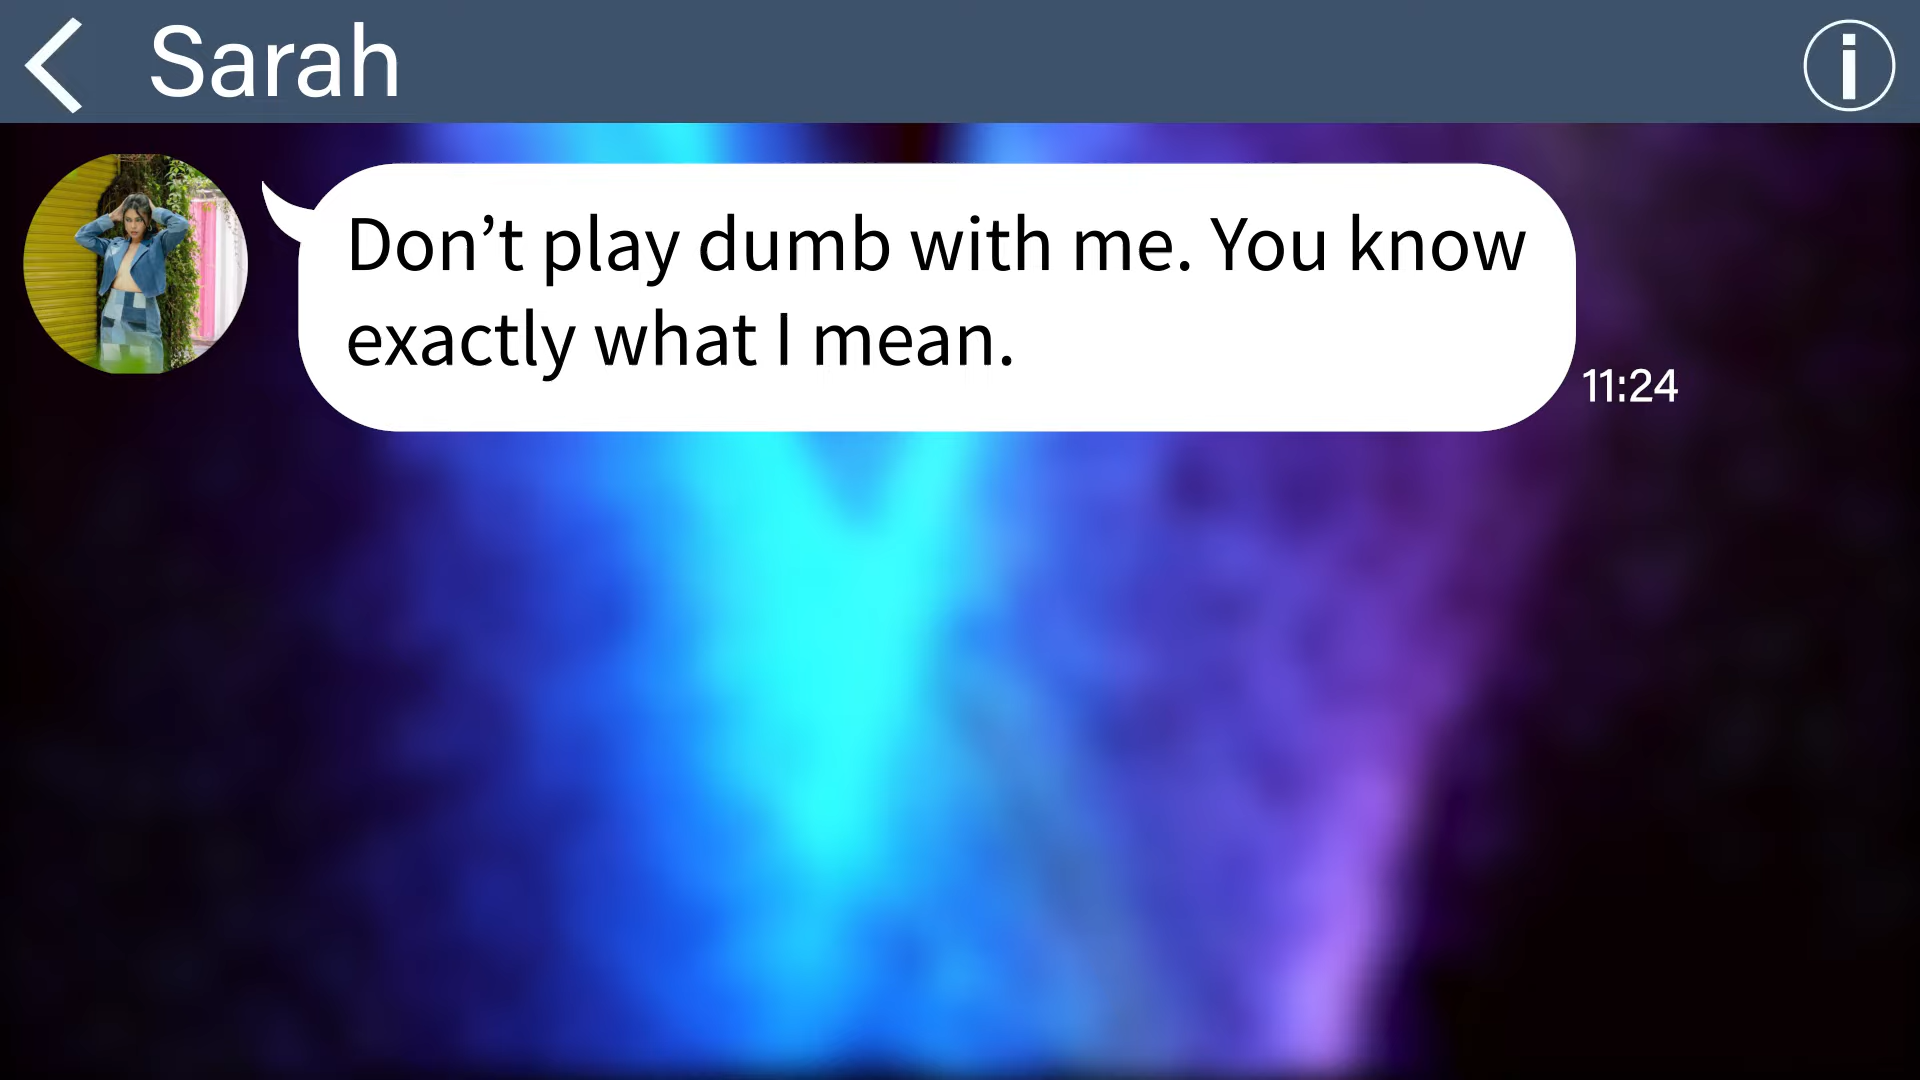 Sarah
Don’t play dumb with me. You know
exactly what I mean.
11:24